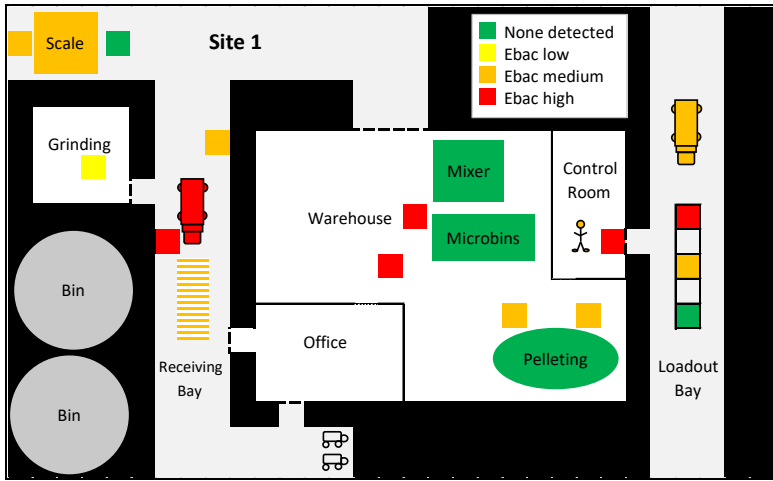 Site 1
Scale
None detected
Ebac low
Ebac medium
Ebac high
Grinding
Mixer
Control
Room
Warehouse
Microbins
Bin
Office
Pelleting
Receiving
Bay
Loadout
Bay
Bin